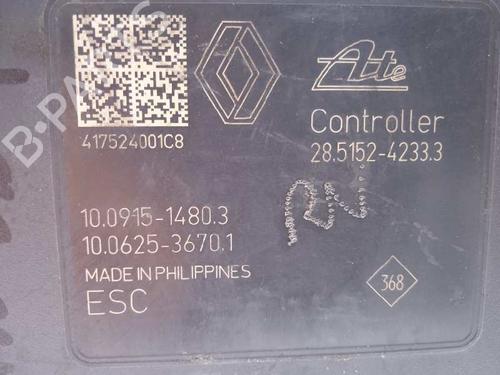 Ate
Controller
417524001C8
28.5152-4233.3
10.0915-1480.3
10.0625-3670.1
MADE IN PHILIPPINES
ESC
368
B-PARTS